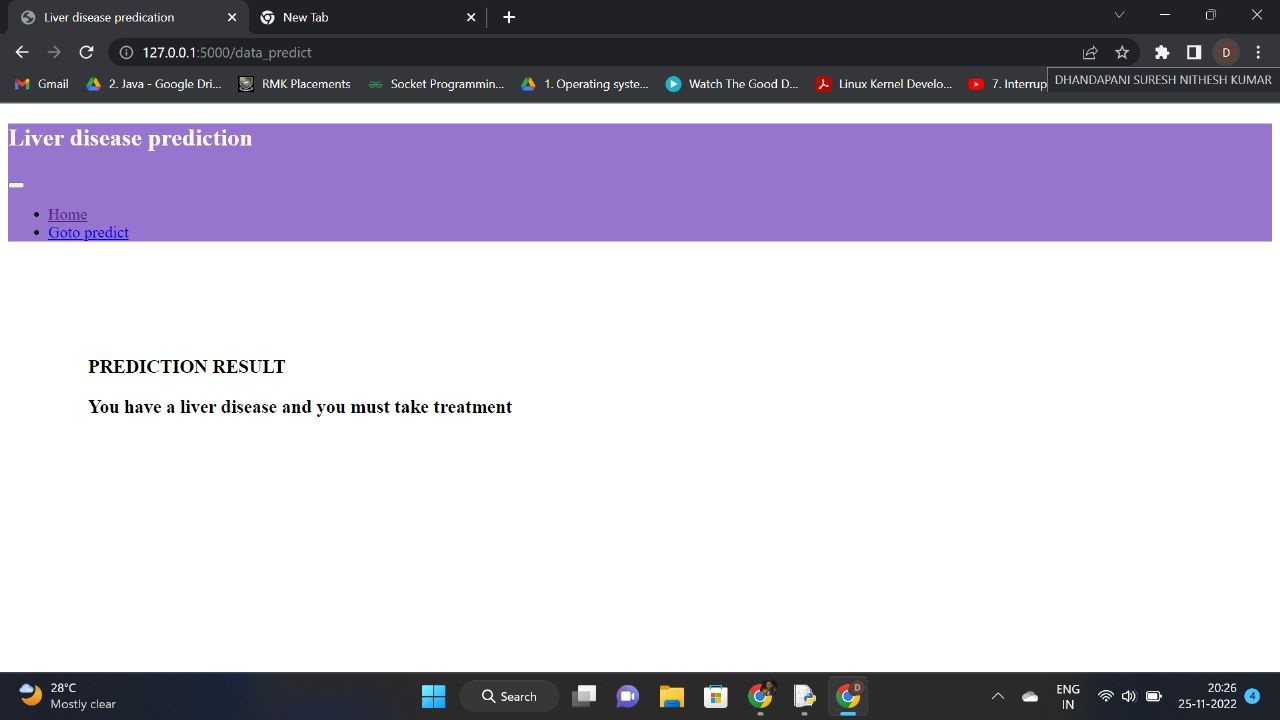 Liver disease predication
New Tab
127.0.0.1:5000/data_predict
D
Gmail
2. Java - Google Dri...
RMK Placements
Socket Programmin...
1. Operating syste...
Watch The Good D...
Linux Kernel Develo...
7. Interrup
DHANDAPANI SURESH NITHESH KUMAR
Liver disease prediction
Home
Goto predict
PREDICTION RESULT
You have a liver disease and you must take treatment
28°C
Mostly clear
Search
D
ENG
IN
20:26
25-11-2022
4